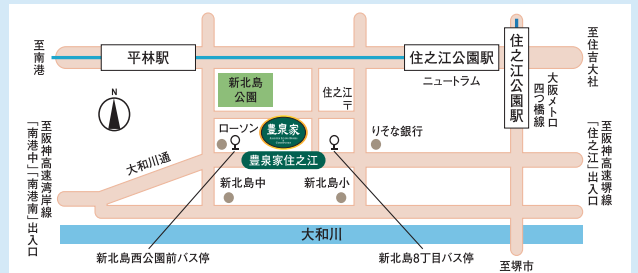 至南港
平林駅
住之江公園駅
ニュートラム
住之江公園駅
大阪メトロ
四つ橋線
至住吉大社
N
新北島
公園
住之江
〒
ローソン
豊泉家
りそな銀行
豊泉家住之江
大和川通
新北島中
新北島小
至阪神高速湾岸線
「南港中」「南港南」出入口
至阪神高速堺線
「住之江」出入口
大和川
新北島西公園前バス停
新北島8丁目バス停
至堺市